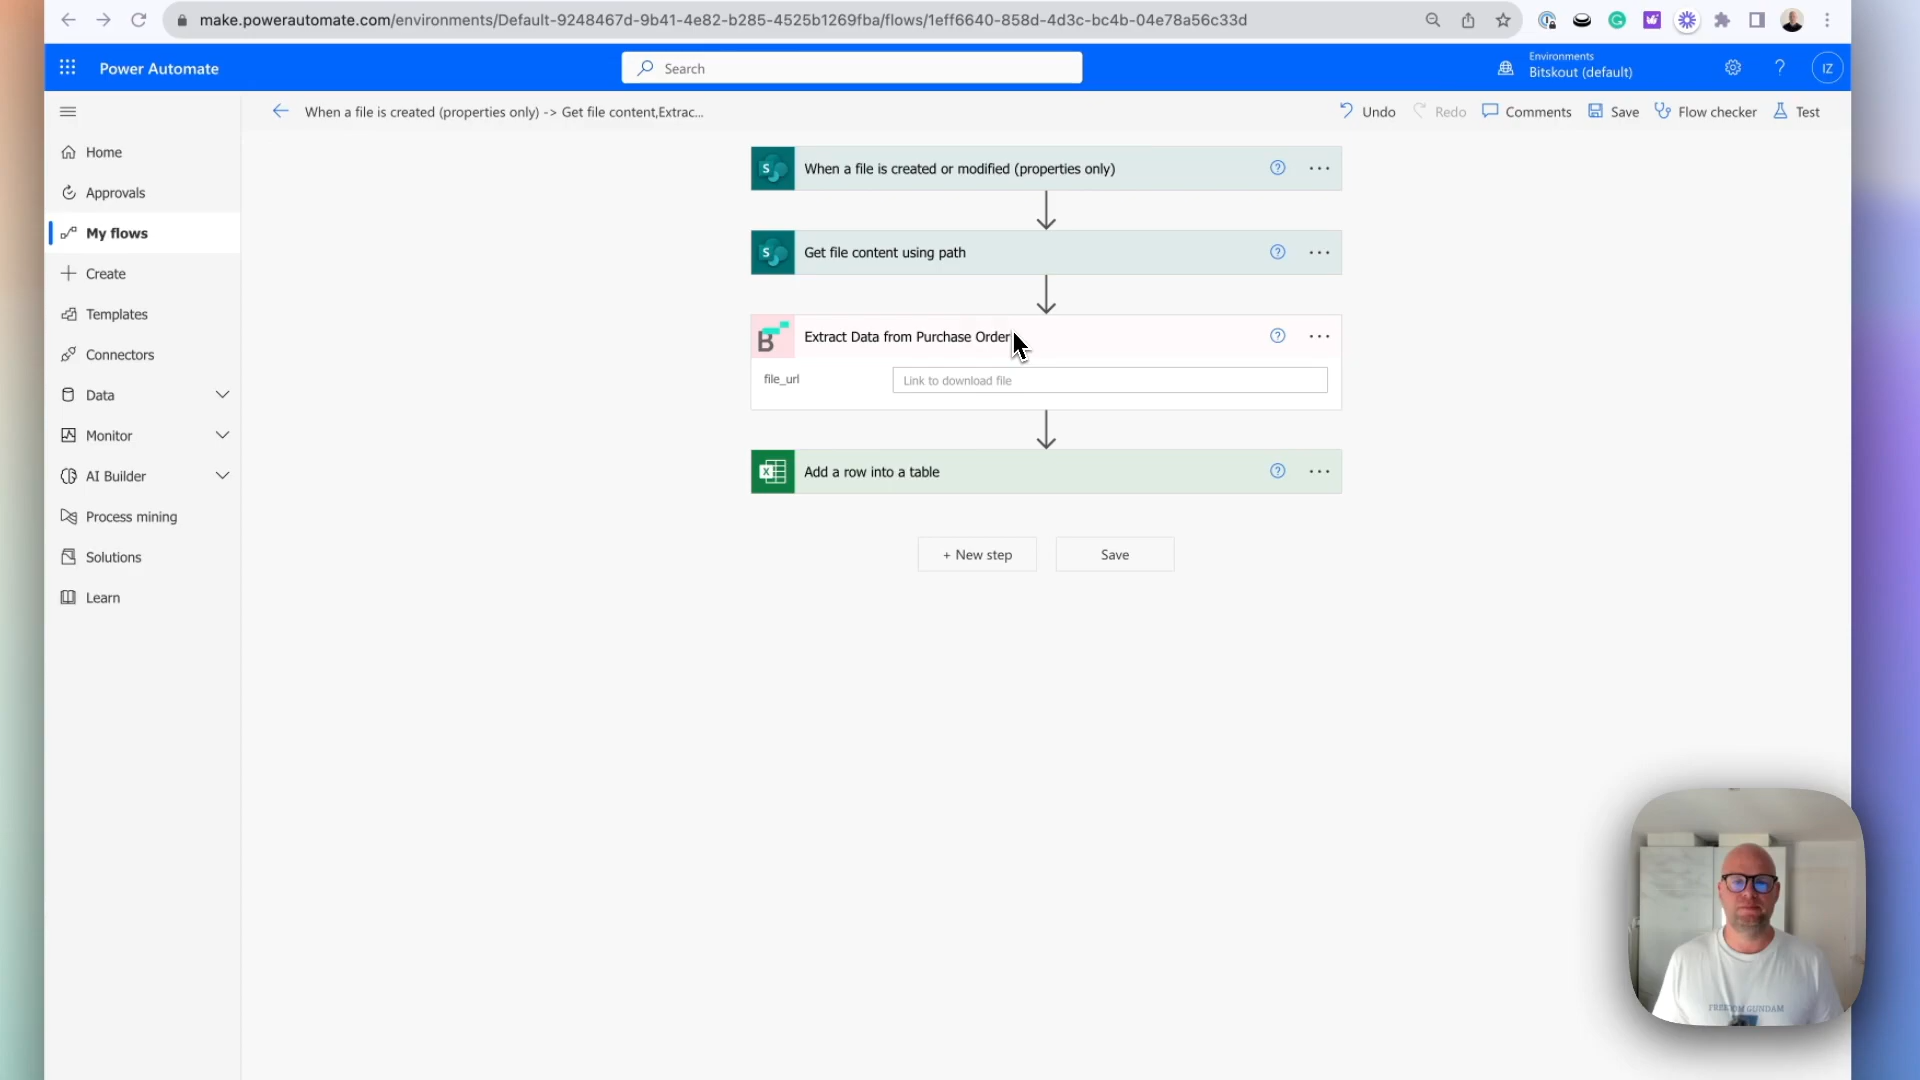 make.powerautomate.com/environments/Default-9248467d-9b41-4e82-b285-4525b1269fba/flows/1eff6640-858d-4d3c-bc4b-04e78a56c33d
Power Automate
Search
Environments
Bitskout (default)
?
IZ
When a file is created (properties only) -> Get file content,Extrac...
Undo
Redo
Comments
Save
Flow checker
Test
Home
Approvals
My flows
Create
Templates
Connectors
Data
Monitor
AI Builder
Process mining
Solutions
Learn
S
When a file is created or modified (properties only)
?
...
S
Get file content using path
?
...
B
Extract Data from Purchase Order
?
...
file_url
Link to download file
X
Add a row into a table
?
...
+ New step
Save
FREEDOM GUNDAM